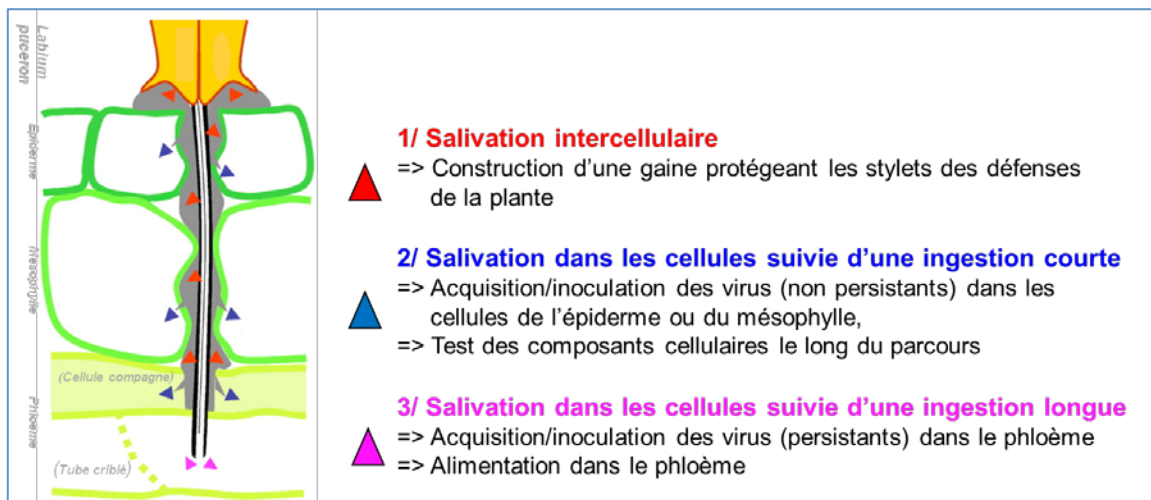 Labium
puceron
Epiderme
Mésophylle
Phloème
(Cellule compagne)
(Tube criblé)
1/ Salivation intercellulaire
=> Construction d'une gaine protégeant les stylets des défenses
de la plante
2/ Salivation dans les cellules suivie d'une ingestion courte
=> Acquisition/inoculation des virus (non persistants) dans les
cellules de l'épiderme ou du mésophylle,
=> Test des composants cellulaires le long du parcours
3/ Salivation dans les cellules suivie d'une ingestion longue
=> Acquisition/inoculation des virus (persistants) dans le phloème
=> Alimentation dans le phloème